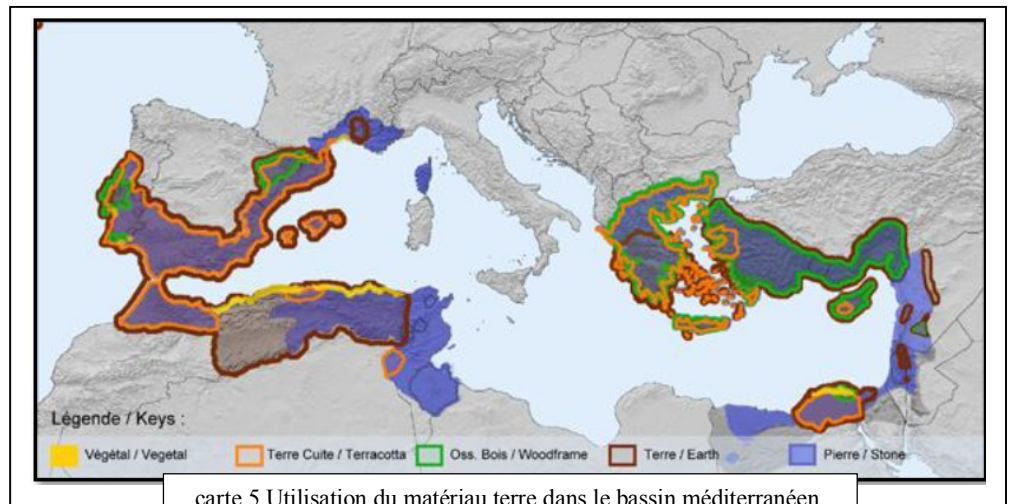 Légende / Keys :
Végétal / Vegetal Terre Cuite / Terracotta Oss. Bois / Woodframe Terre / Earth Pierre / Stone
carte 5 Utilisation du matériau terre dans le bassin méditerranéen